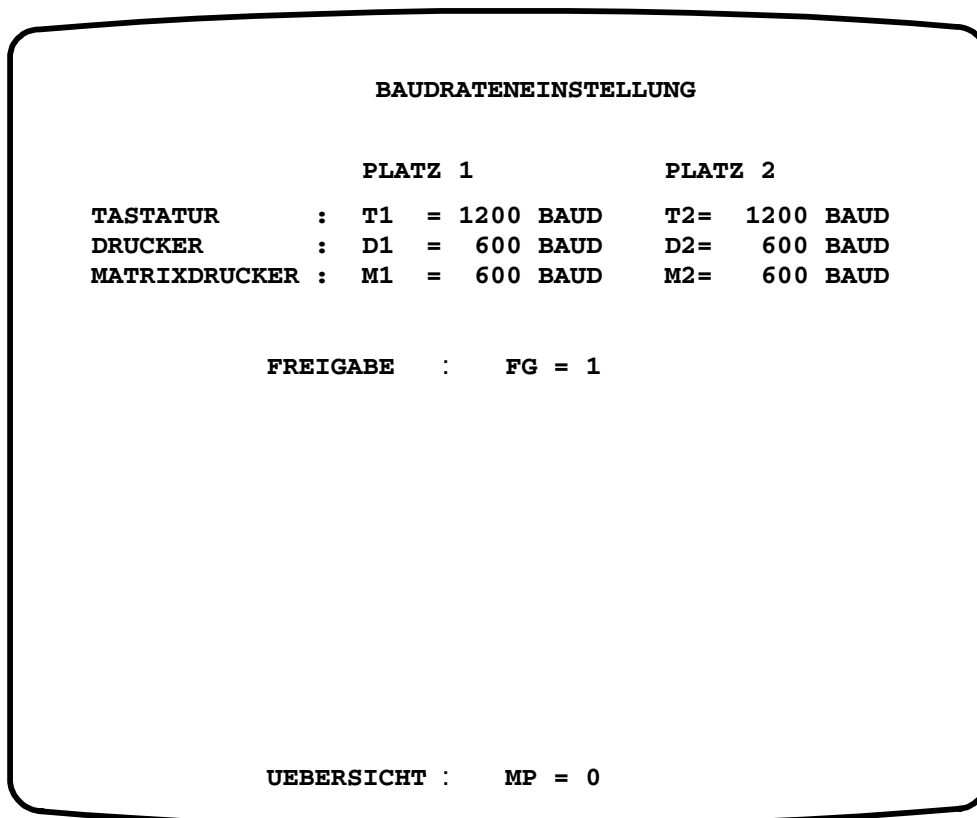 BAUDRATENEINSTELLUNG
PLATZ 1 PLATZ 2
TASTATUR : T1 = 1200 BAUD T2= 1200 BAUD
DRUCKER : D1 = 600 BAUD D2= 600 BAUD
MATRIXDRUCKER : M1 = 600 BAUD M2= 600 BAUD
FREIGABE : FG = 1
UEBERSICHT : MP = 0